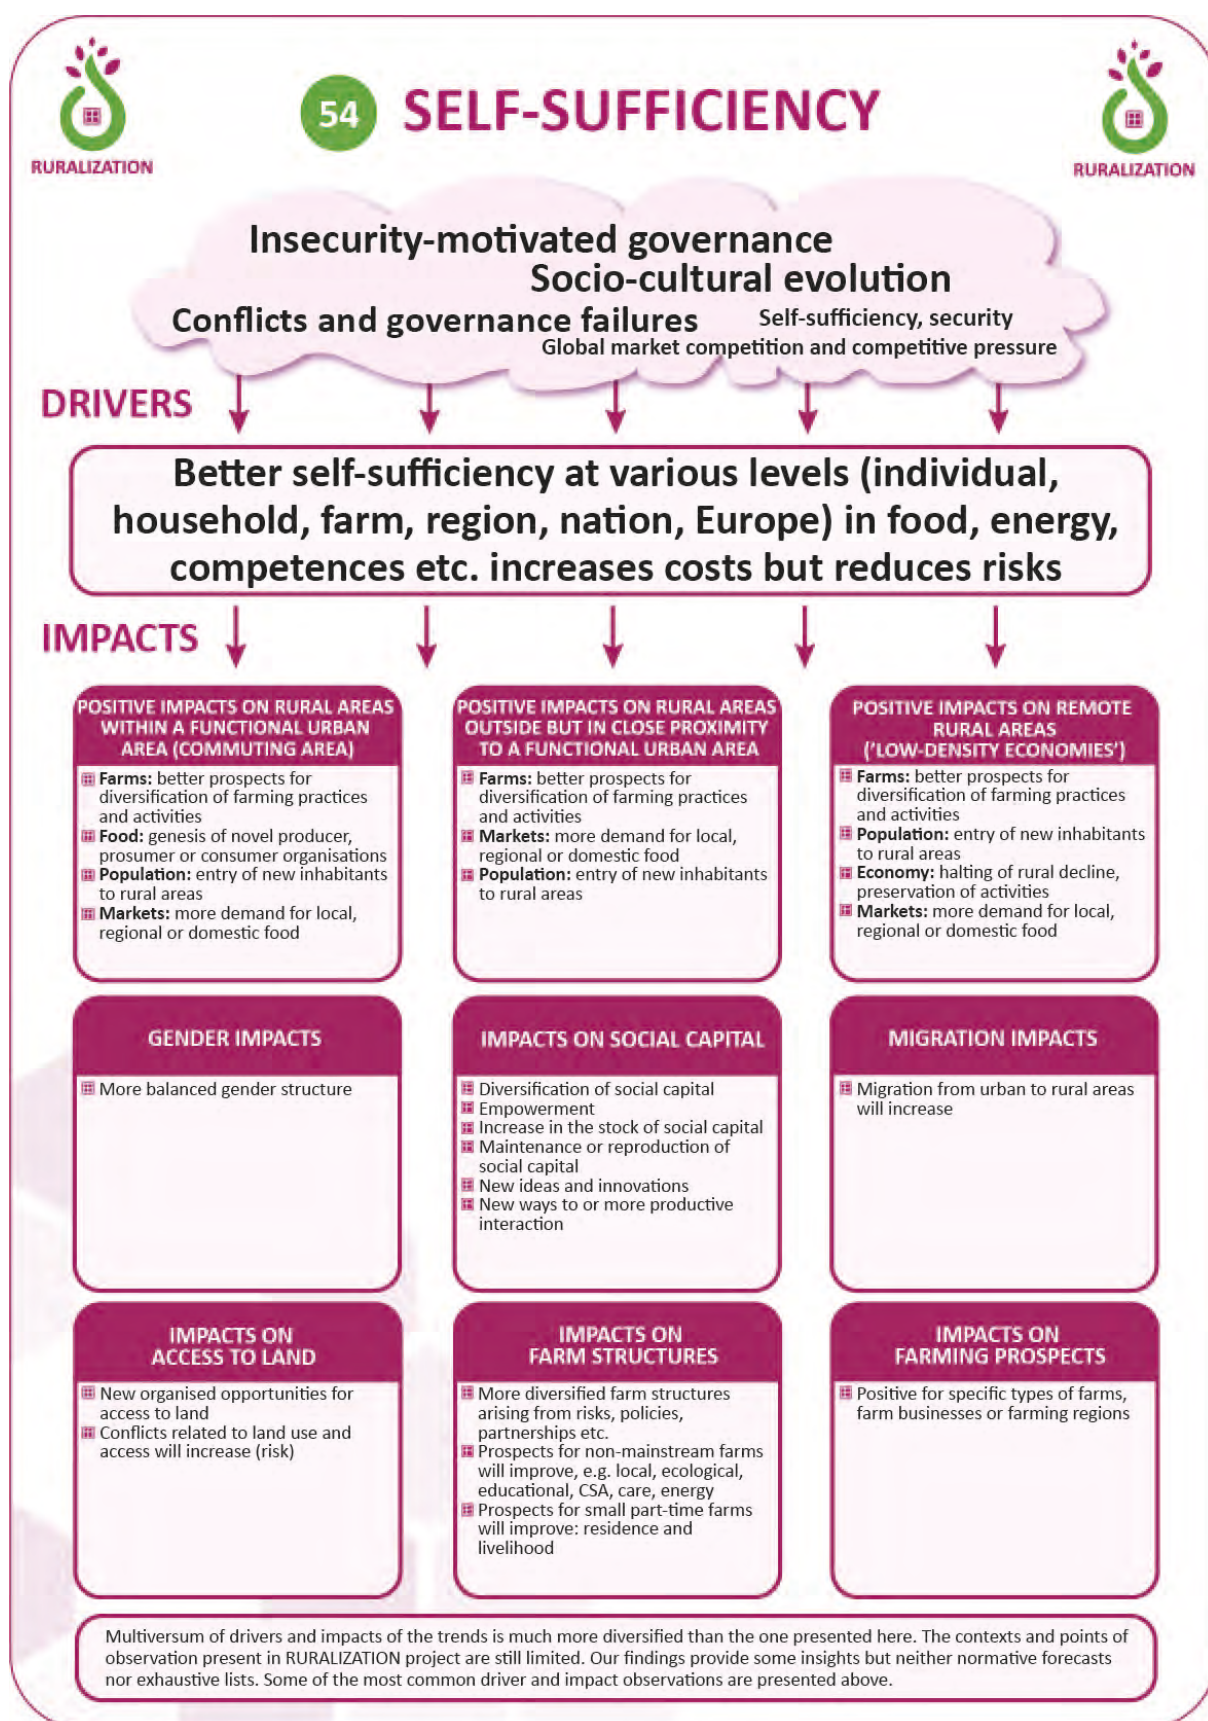 RURALIZATION
54 SELF-SUFFICIENCY
RURALIZATION
Insecurity-motivated governance
Socio-cultural evolution
Conflicts and governance failures
Self-sufficiency, security
Global market competition and competitive pressure
DRIVERS
Better self-sufficiency at various levels (individual,
household, farm, region, nation, Europe) in food, energy,
competences etc. increases costs but reduces risks
IMPACTS
POSITIVE IMPACTS ON RURAL AREAS
WITHIN A FUNCTIONAL URBAN
AREA (COMMUTING AREA)
Farms: better prospects for
diversification of farming practices
and activities
Food: genesis of novel producer,
prosumer or consumer organisations
Population: entry of new inhabitants
to rural areas
Markets: more demand for local,
regional or domestic food
POSITIVE IMPACTS ON RURAL AREAS
OUTSIDE BUT IN CLOSE PROXIMITY
TO A FUNCTIONAL URBAN AREA
Farms: better prospects for
diversification of farming practices
and activities
Markets: more demand for local,
regional or domestic food
Population: entry of new inhabitants
to rural areas
POSITIVE IMPACTS ON REMOTE
RURAL AREAS
('LOW-DENSITY ECONOMIES')
Farms: better prospects for
diversification of farming practices
and activities
Population: entry of new inhabitants
to rural areas
Economy: halting of rural decline,
preservation of activities
Markets: more demand for local,
regional or domestic food
GENDER IMPACTS
More balanced gender structure
IMPACTS ON SOCIAL CAPITAL
Diversification of social capital
Empowerment
Increase in the stock of social capital
Maintenance or reproduction of
social capital
New ideas and innovations
New ways to or more productive
interaction
MIGRATION IMPACTS
Migration from urban to rural areas
will increase
IMPACTS ON
ACCESS TO LAND
New organised opportunities for
access to land
Conflicts related to land use and
access will increase (risk)
IMPACTS ON
FARM STRUCTURES
More diversified farm structures
arising from risks, policies,
partnerships etc.
Prospects for non-mainstream farms
will improve, e.g. local, ecological,
educational, CSA, care, energy
Prospects for small part-time farms
will improve: residence and
livelihood
IMPACTS ON
FARMING PROSPECTS
Positive for specific types of farms,
farm businesses or farming regions
Multiversum of drivers and impacts of the trends is much more diversified than the one presented here. The contexts and points of
observation present in RURALIZATION project are still limited. Our findings provide some insights but neither normative forecasts
nor exhaustive lists. Some of the most common driver and impact observations are presented above.